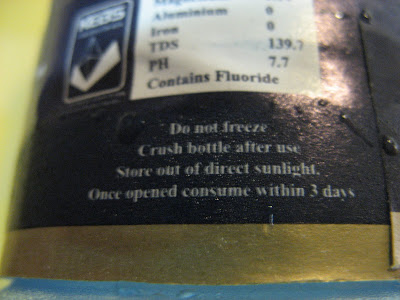 Aluminium 0
Iron 0
TDS 139.7
PH 7.7
Contains Fluoride
Do not freeze
Crush bottle after use
Store out of direct sunlight.
Once opened consume within 3 days